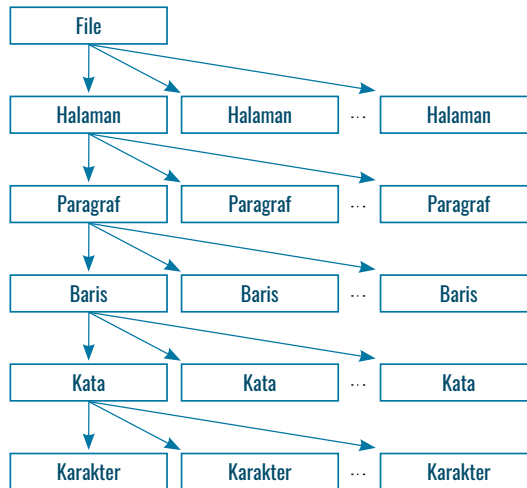 File
Halaman Halaman ... Halaman
Paragraf Paragraf ... Paragraf
Baris Baris ... Baris
Kata Kata ... Kata
Karakter Karakter ... Karakter